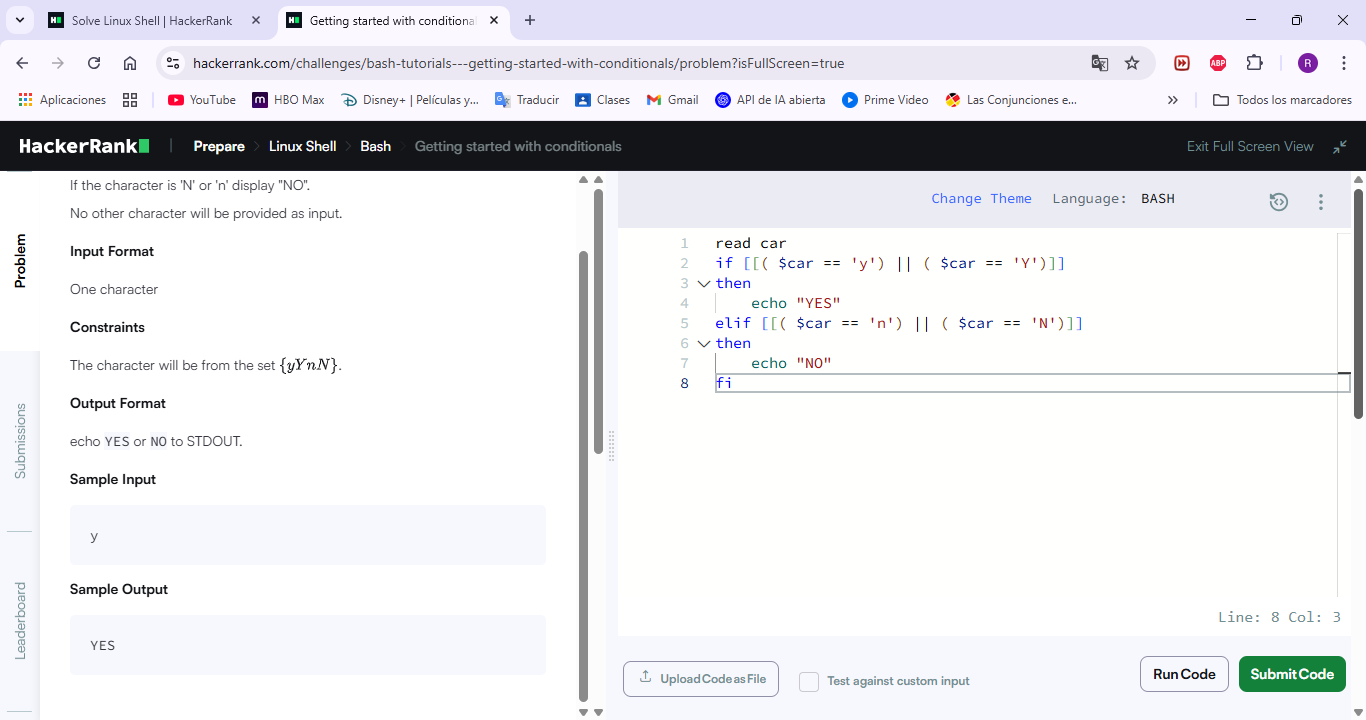 Solve Linux Shell | HackerRank
Getting started with conditiona
hackerrank.com/challenges/bash-tutorials---getting-started-with-conditionals/problem?isFullScreen=true
ABP
R
Aplicaciones
YouTube
m HBO Max
Disney+ | Películas y...
Traducir
Clases
Gmail
API de IA abierta
Prime Video
Las Conjunciones e...
Todos los marcadores
HackerRank
Prepare
Linux Shell
Bash
Getting started with conditionals
Exit Full Screen View
Problem
Submissions
Leaderboard
If the character is 'N' or 'n' display "NO".
No other character will be provided as input.
Input Format
One character
Constraints
The character will be from the set {yYnN}.
Output Format
echo YES or NO to STDOUT.
Sample Input
y
Sample Output
YES
Change Theme Language: BASH
1 read car
2 if [[( $car == 'y') || ( $car == 'Y')]]
3 then
4     echo "YES"
5 elif [[( $car == 'n') || ( $car == 'N')]]
6 then
7     echo "NO"
8 fi
Line: 8 Col: 3
Upload Code as File
Test against custom input
Run Code
Submit Code